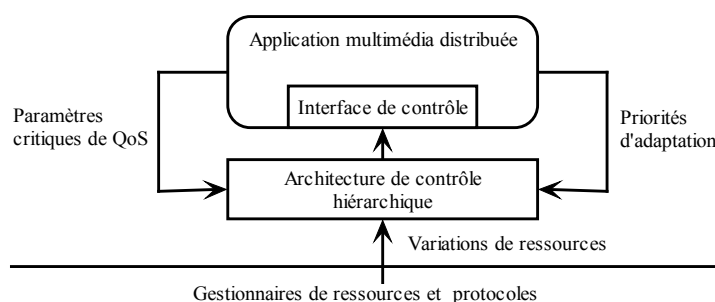 Application multimédia distribuée
Interface de contrôle
Paramètres
critiques de QoS
Priorités
d'adaptation
Architecture de contrôle
hiérarchique
Variations de ressources
Gestionnaires de ressources et protocoles